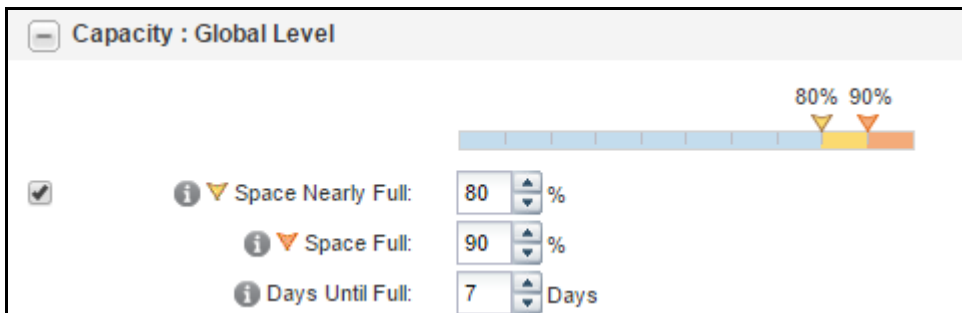 Capacity : Global Level
80% 90%
Space Nearly Full: 80 %
Space Full: 90 %
Days Until Full: 7 Days